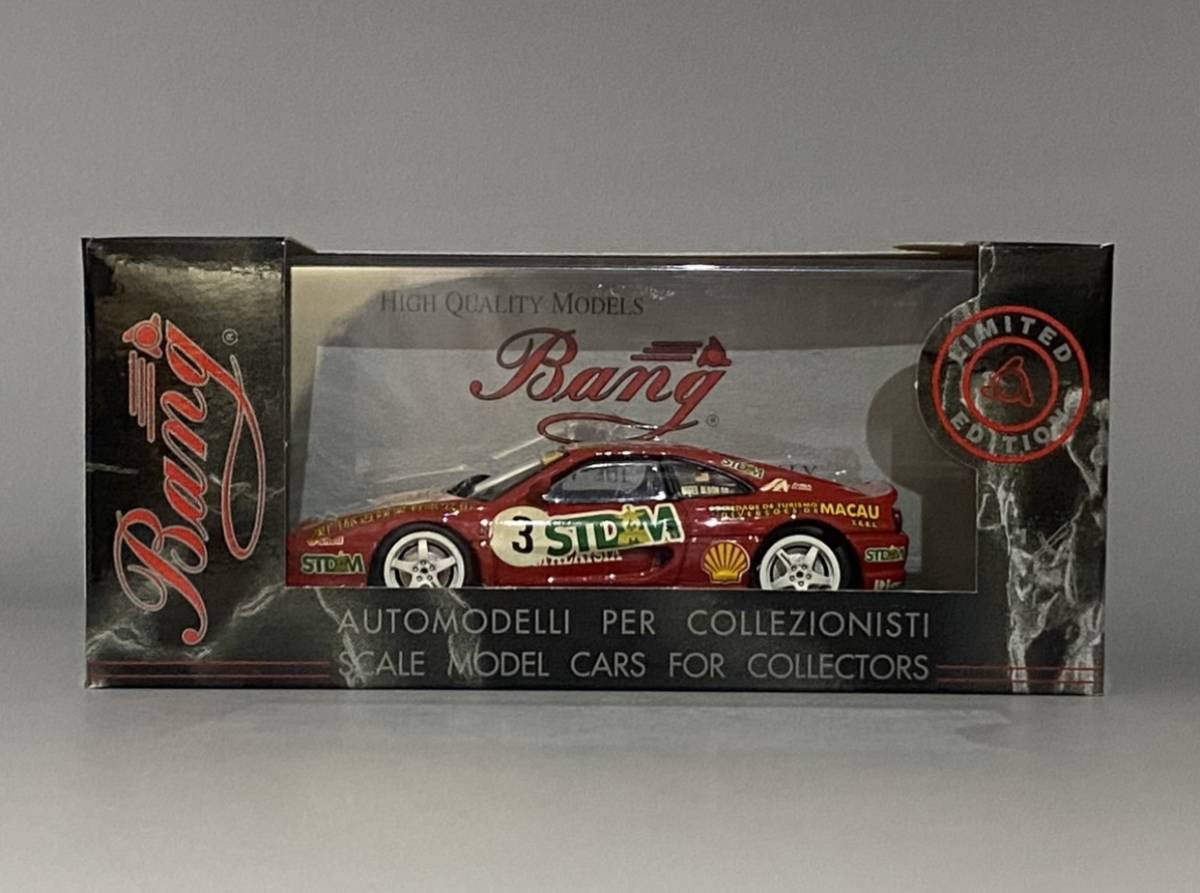 Bang®
HIGH QUALITY MODELS
Bang®
LIMITED
EDITION
STDM
3
STDM
STDM
MACAU
STDM
AUTOMODELLI PER COLLEZIONISTI
SCALE MODEL CARS FOR COLLECTORS